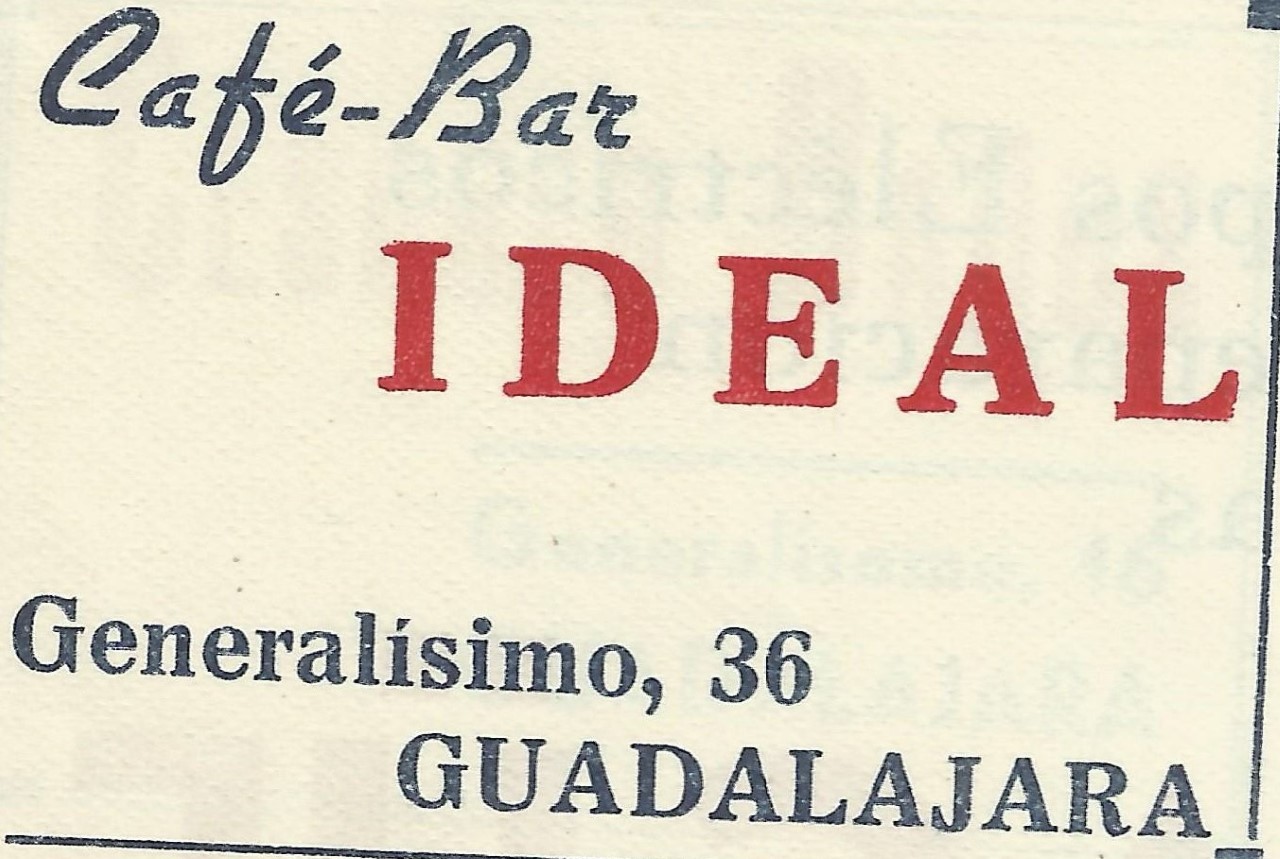 Café-Bar
IDEAL
Generalísimo, 36
GUADALAJARA